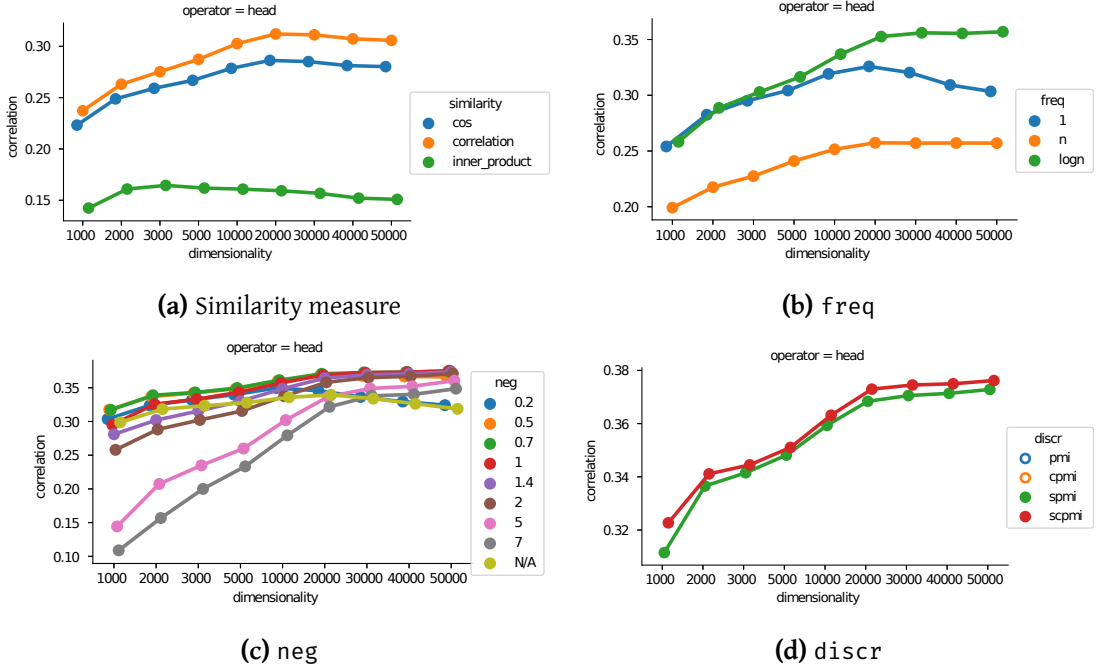 operator = head
0.30
0.25
0.20
0.15
correlation
1000 2000 3000 5000 10000 20000 30000 40000 50000
dimensionality
similarity
cos
correlation
inner_product
(a) Similarity measure
operator = head
0.35
0.30
0.25
0.20
correlation
1000 2000 3000 5000 10000 20000 30000 40000 50000
dimensionality
freq
1
n
logn
(b) freq
operator = head
0.35
0.30
0.25
0.20
0.15
0.10
correlation
1000 2000 3000 5000 10000 20000 30000 40000 50000
dimensionality
neg
0.2
0.5
0.7
1
1.4
2
5
7
N/A
(c) neg
operator = head
0.38
0.36
0.34
0.32
correlation
1000 2000 3000 5000 10000 20000 30000 40000 50000
dimensionality
discr
pmi
cpmi
spmi
scpmi
(d) discr